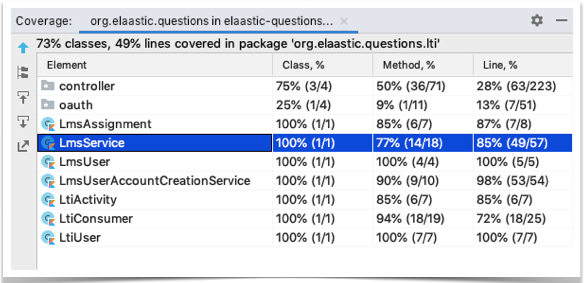 Coverage: org.elaastic.questions in elaastic-questions...
73% classes, 49% lines covered in package 'org.elaastic.questions.lti'
Element Class, % Method, % Line, %
controller 75% (3/4) 50% (36/71) 28% (63/223)
oauth 25% (1/4) 9% (1/11) 13% (7/51)
LmsAssignment 100% (1/1) 85% (6/7) 87% (7/8)
LmsService 100% (1/1) 77% (14/18) 85% (49/57)
LmsUser 100% (1/1) 100% (4/4) 100% (5/5)
LmsUserAccountCreationService 100% (1/1) 90% (9/10) 98% (53/54)
LtiActivity 100% (1/1) 85% (6/7) 85% (6/7)
LtiConsumer 100% (1/1) 94% (18/19) 72% (18/25)
LtiUser 100% (1/1) 100% (7/7) 100% (7/7)